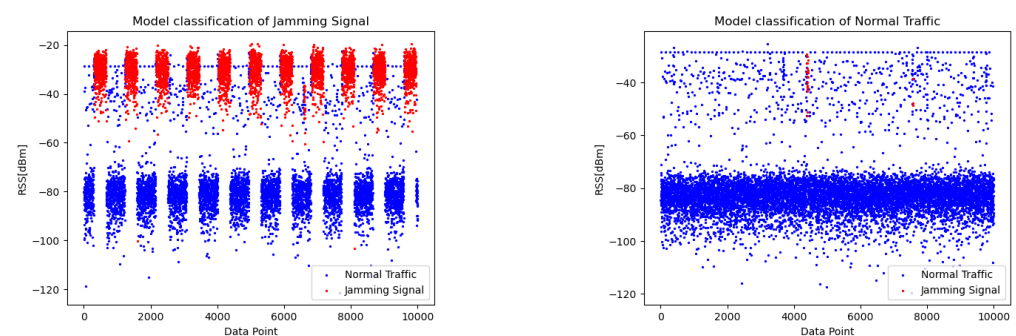 Model classification of Jamming Signal
−20
−40
−60
−80
−100
−120
RSS[dBm]
0
2000
4000
6000
8000
10000
Data Point
Normal Traffic
Jamming Signal
Model classification of Normal Traffic
−40
−60
−80
−100
−120
RSS[dBm]
0
2000
4000
6000
8000
10000
Data Point
Normal Traffic
Jamming Signal